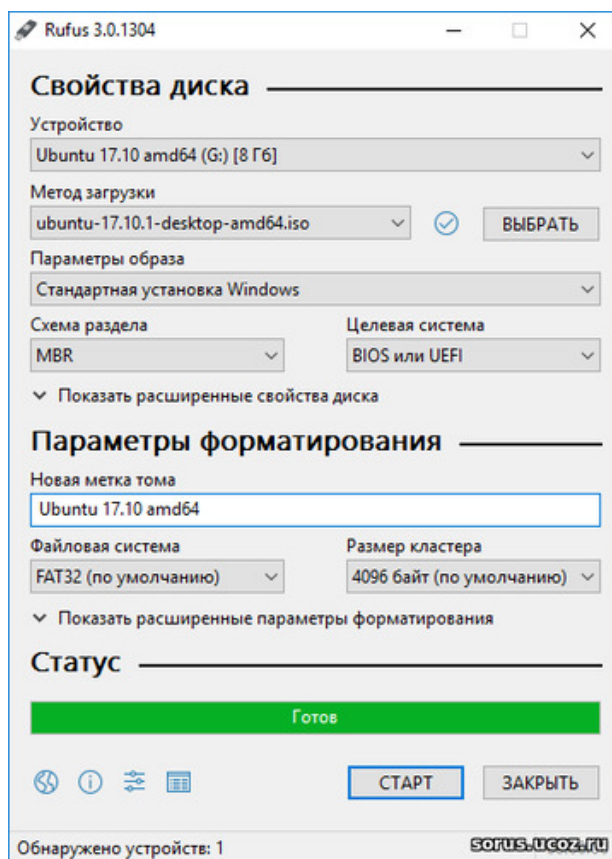 Rufus 3.0.1304
Свойства диска
Устройство
Ubuntu 17.10 amd64 (G:) [8 Гб]
Метод загрузки
ubuntu-17.10.1-desktop-amd64.iso ВЫБРАТЬ
Параметры образа
Стандартная установка Windows
Схема раздела Целевая система
MBR BIOS или UEFI
Показать расширенные свойства диска
Параметры форматирования
Новая метка тома
Ubuntu 17.10 amd64
Файловая система Размер кластера
FAT32 (по умолчанию) 4096 байт (по умолчанию)
Показать расширенные параметры форматирования
Статус
Готов
СТАРТ ЗАКРЫТЬ
Обнаружено устройств: 1 sorus.ucoz.ru